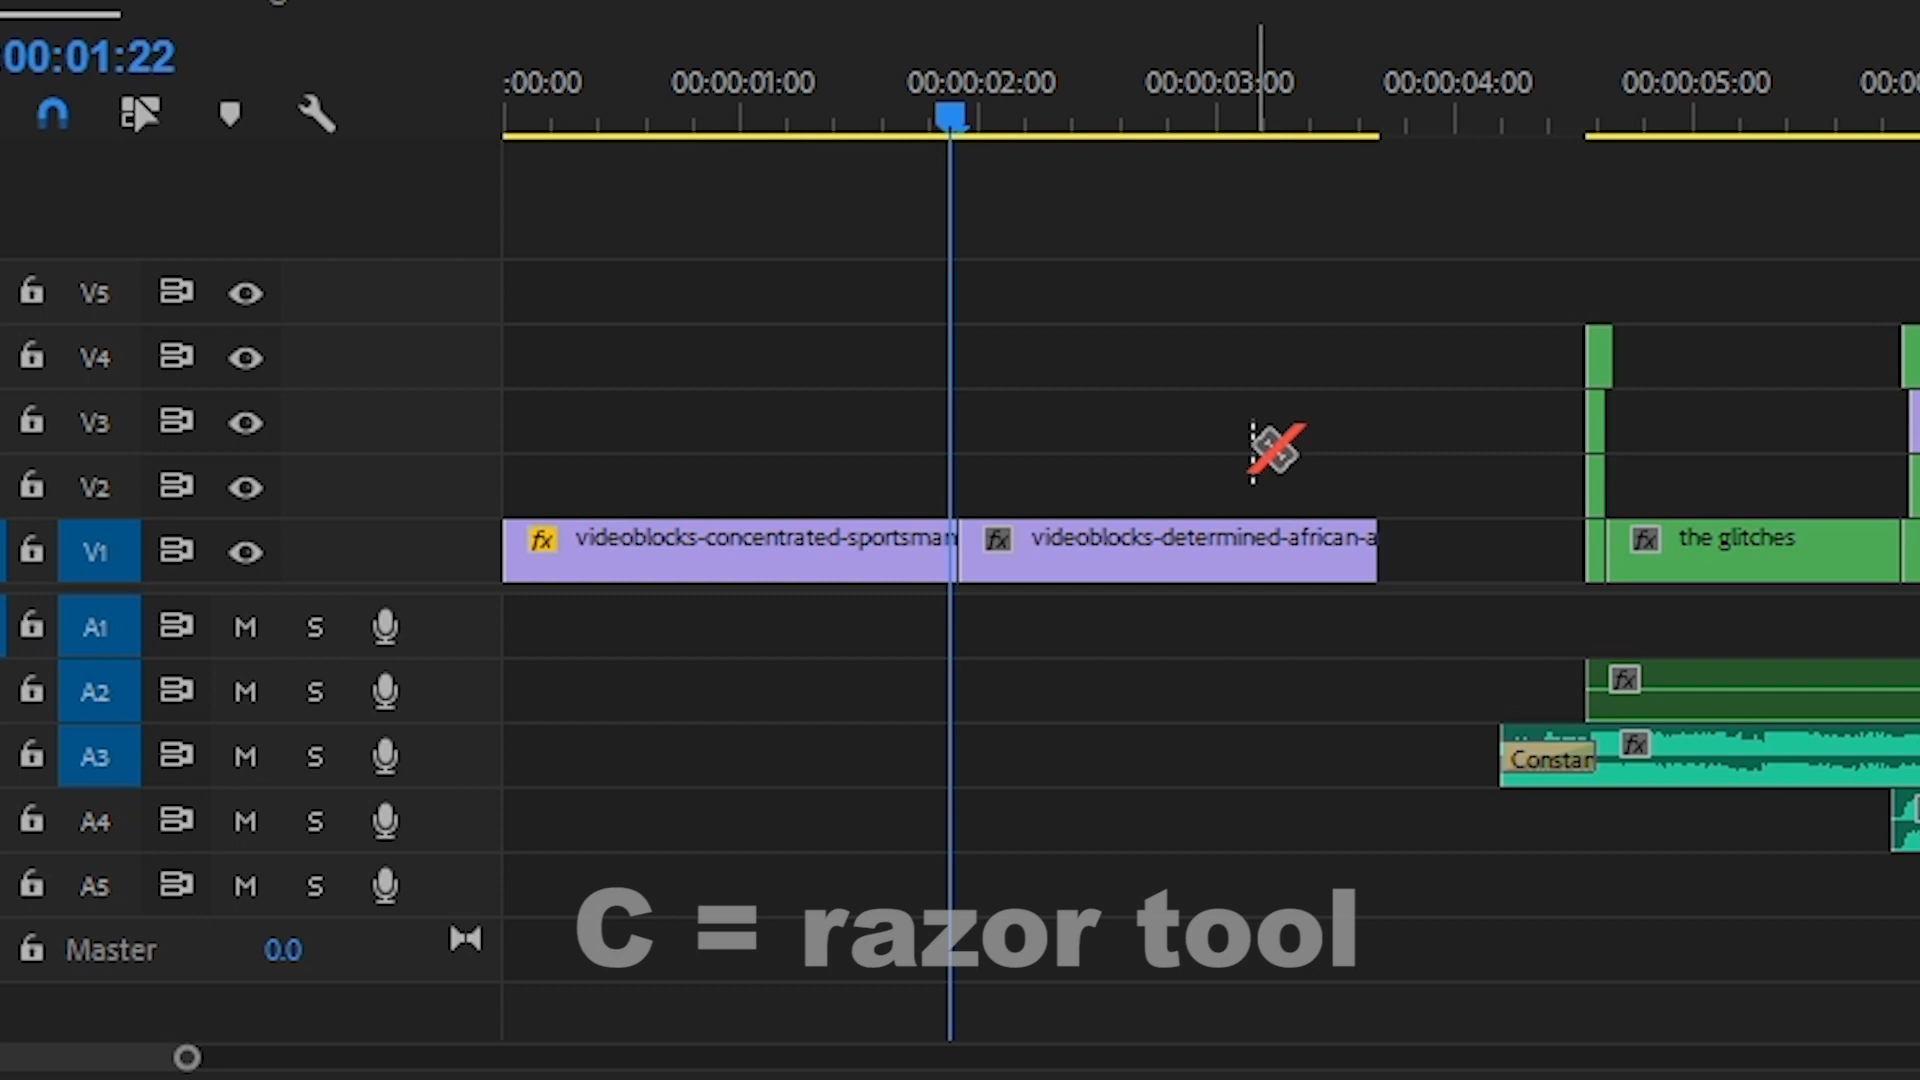 00:01:22
:00:00 00:00:01:00 00:00:02:00 00:00:03:00 00:00:04:00 00:00:05:00 00:00
V5
V4
V3
V2
V1 fx videoblocks-concentrated-sportsman fx videoblocks-determined-african-a fx the glitches
A1 M S
A2 M S fx
A3 M S Constar fx
A4 M S
A5 M S
Master 0.0
C = razor tool